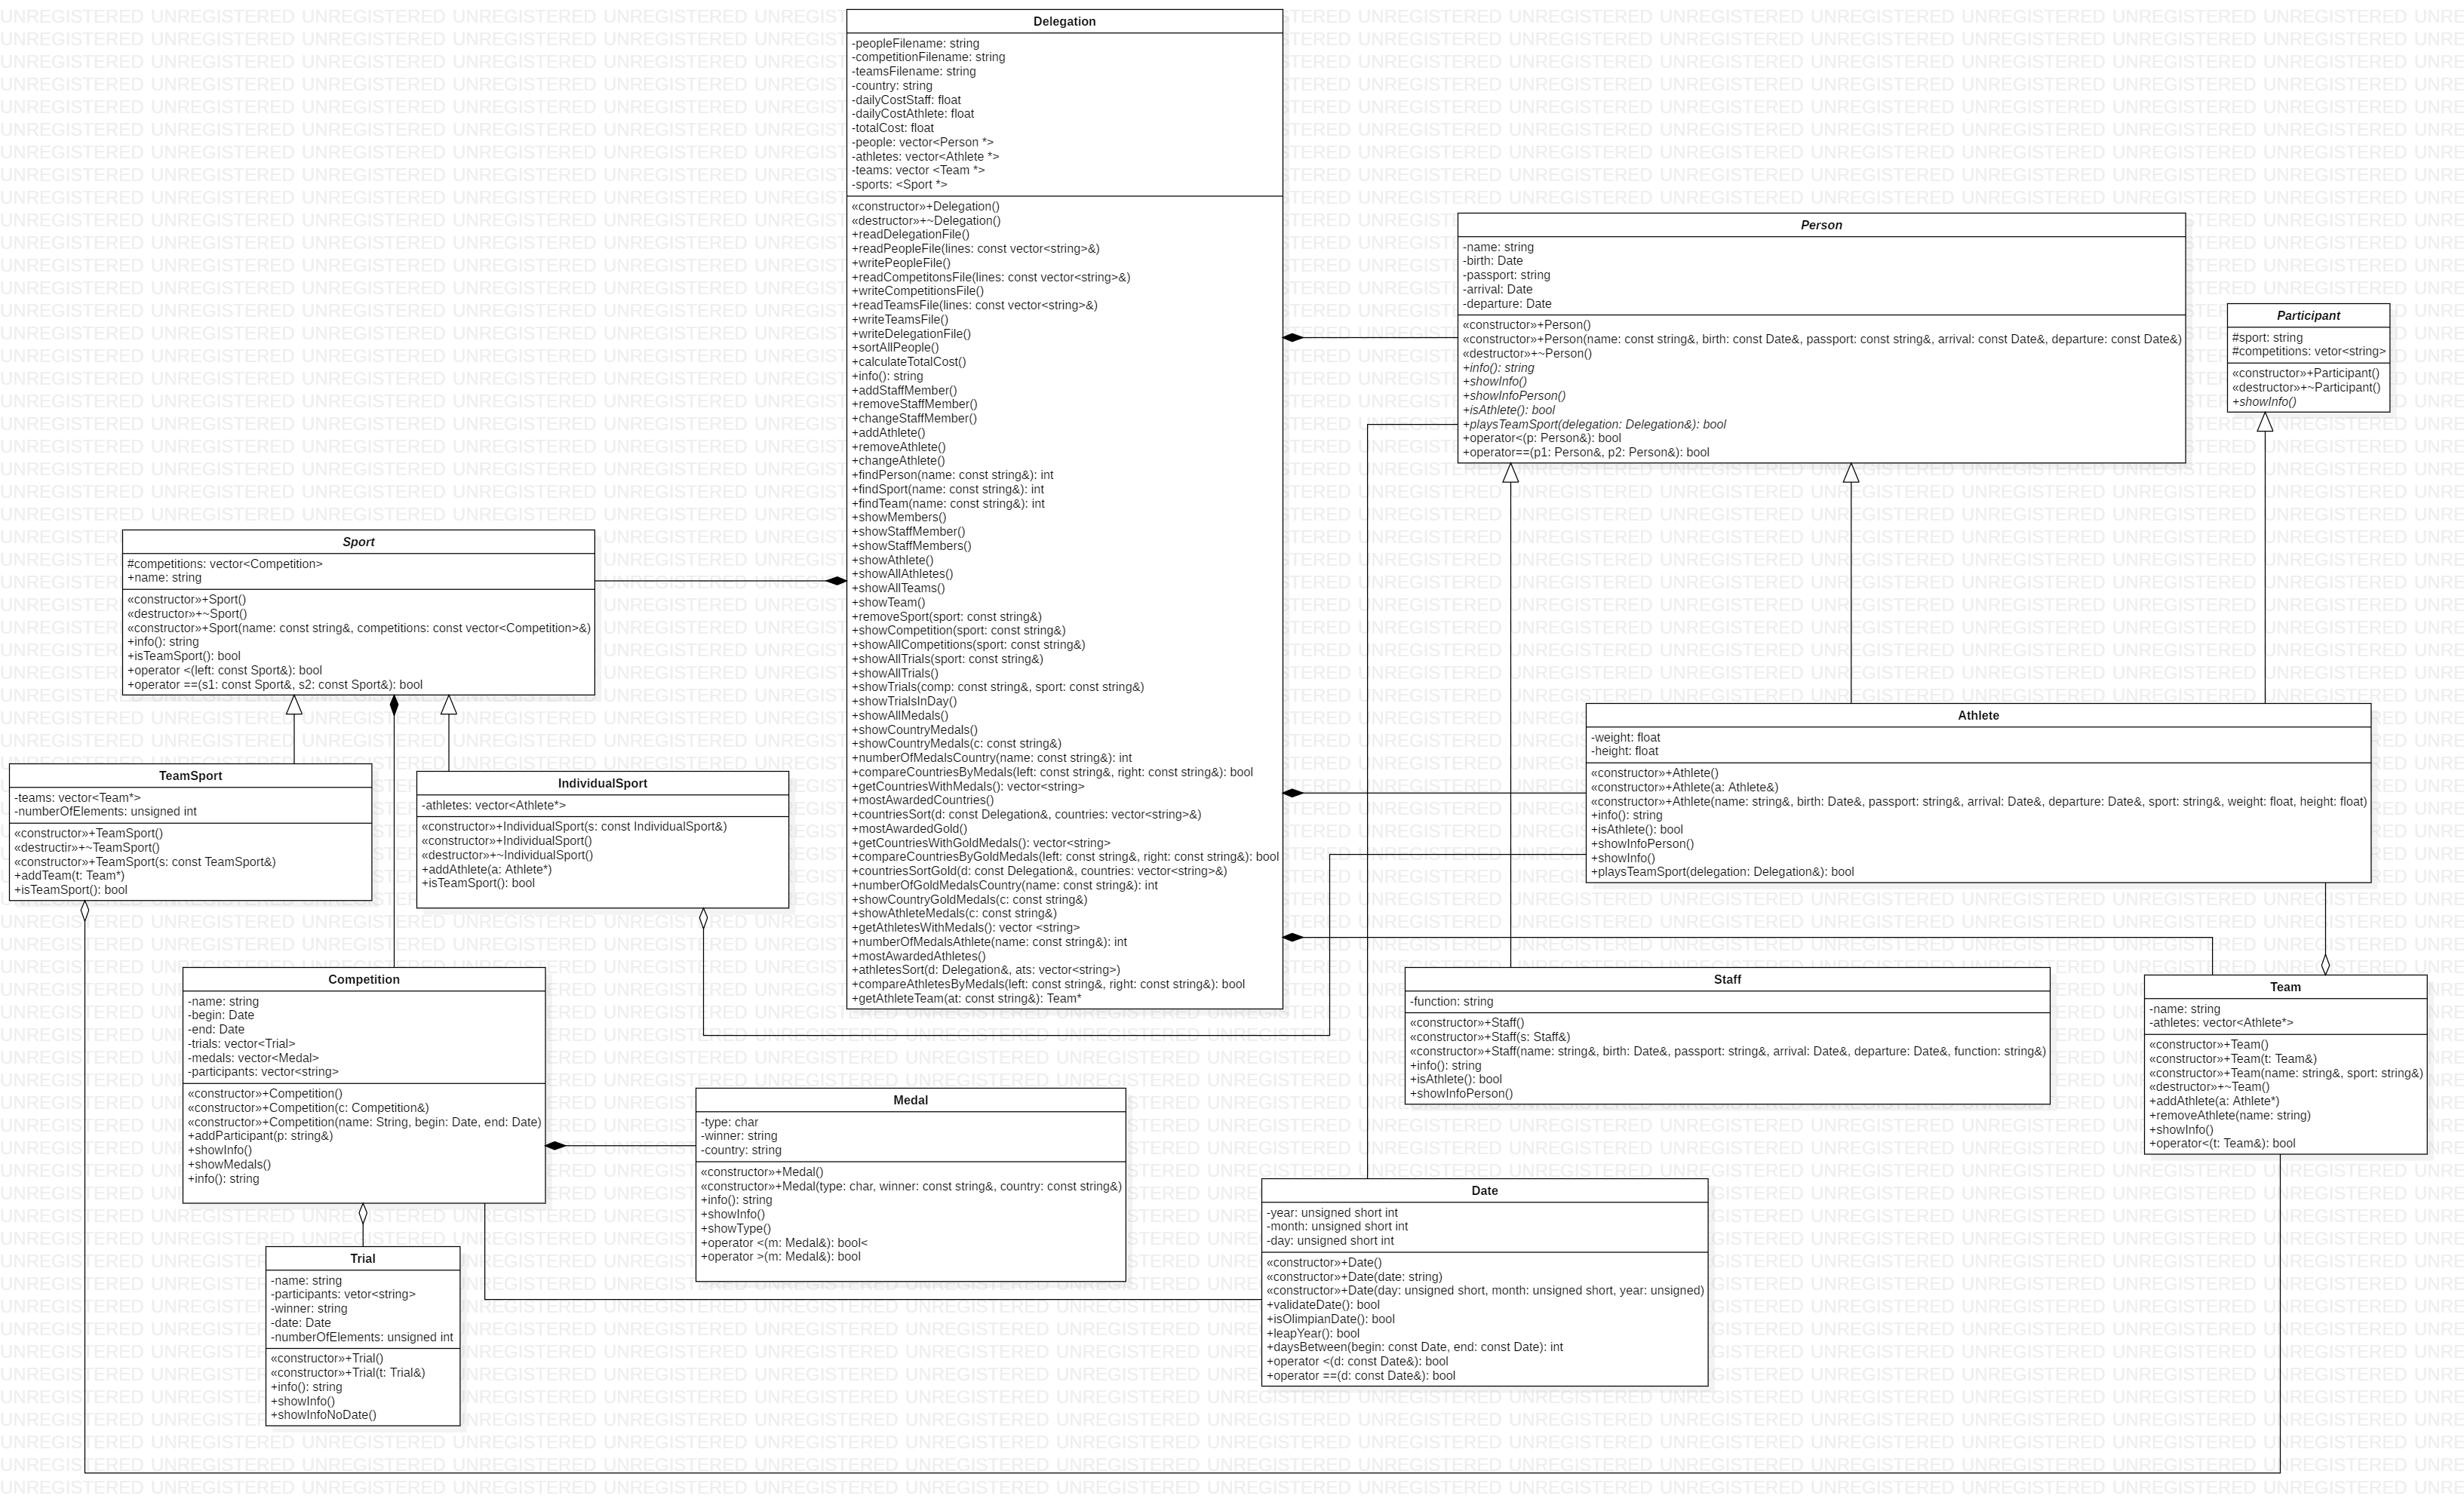 Delegation
-peopleFilename: string
-competitionFilename: string
-teamsFilename: string
-country: string
-dailyCostStaff: float
-dailyCostAthlete: float
-totalCost: float
-people: vector<Person *>
-athletes: vector<Athlete *>
-teams: vector <Team *>
-sports: <Sport *>
«constructor»+Delegation()
«destructor»+~Delegation()
+readDelegationFile()
+readPeopleFile(lines: const vector<string>&)
+writePeopleFile()
+readCompetitonsFile(lines: const vector<string>&)
+writeCompetitionsFile()
+readTeamsFile(lines: const vector<string>&)
+writeTeamsFile()
+writeDelegationFile()
+sortAllPeople()
+calculateTotalCost()
+info(): string
+addStaffMember()
+removeStaffMember()
+changeStaffMember()
+addAthlete()
+removeAthlete()
+changeAthlete()
+findPerson(name: const string&): int
+findSport(name: const string&): int
+findTeam(name: const string&): int
+showMembers()
+showStaffMember()
+showStaffMembers()
+showAthlete()
+showAllAthletes()
+showAllTeams()
+showTeam()
+removeSport(sport: const string&)
+showCompetition(sport: const string&)
+showAllCompetitions(sport: const string&)
+showAllTrials(sport: const string&)
+showAllTrials()
+showTrials(comp: const string&, sport: const string&)
+showTrialsInDay()
+showAllMedals()
+showCountryMedals()
+showCountryMedals(c: const string&)
+numberOfMedalsCountry(name: const string&): int
+compareCountriesByMedals(left: const string&, right: const string&): bool
+getCountriesWithMedals(): vector<string>
+mostAwardedCountries()
+countriesSort(d: const Delegation&, countries: vector<string>&)
+mostAwardedGold()
+getCountriesWithGoldMedals(): vector<string>
+compareCountriesByGoldMedals(left: const string&, right: const string&): bool
+countriesSortGold(d: const Delegation&, countries: vector<string>&)
+numberOfGoldMedalsCountry(name: const string&): int
+showCountryGoldMedals(c: const string&)
+showAthleteMedals(c: const string&)
+getAthletesWithMedals(): vector <string>
+numberOfMedalsAthlete(name: const string&): int
+mostAwardedAthletes()
+athletesSort(d: Delegation&, ats: vector<string>)
+compareAthletesByMedals(left: const string&, right: const string&): bool
+getAthleteTeam(at: const string&): Team*
Person
-name: string
-birth: Date
-passport: string
-arrival: Date
-departure: Date
«constructor»+Person()
«constructor»+Person(name: const string&, birth: const Date&, passport: const string&, arrival: const Date&, departure: const Date&)
«destructor»+~Person()
+info(): string
+showInfo()
+showInfoPerson()
+isAthlete(): bool
+playsTeamSport(delegation: Delegation&): bool
+operator<(p: Person&): bool
+operator==(p1: Person&, p2: Person&): bool
Participant
#sport: string
#competitions: vetor<string>
«constructor»+Participant()
«destructor»+~Participant()
+showInfo()
Sport
#competitions: vector<Competition>
+name: string
«constructor»+Sport()
«destructor»+~Sport()
«constructor»+Sport(name: const string&, competitions: const vector<Competition>&)
+info(): string
+isTeamSport(): bool
+operator <(left: const Sport&): bool
+operator ==(s1: const Sport&, s2: const Sport&): bool
TeamSport
-teams: vector<Team*>
-numberOfElements: unsigned int
«constructor»+TeamSport()
«destructir»+~TeamSport()
«constructor»+TeamSport(s: const TeamSport&)
+addTeam(t: Team*)
+isTeamSport(): bool
IndividualSport
-athletes: vector<Athlete*>
«constructor»+IndividualSport(s: const IndividualSport&)
«constructor»+IndividualSport()
«destructor»+~IndividualSport()
+addAthlete(a: Athlete*)
+isTeamSport(): bool
Athlete
-weight: float
-height: float
«constructor»+Athlete()
«constructor»+Athlete(a: Athlete&)
«constructor»+Athlete(name: string&, birth: Date&, passport: string&, arrival: Date&, departure: Date&, sport: string&, weight: float, height: float)
+info(): string
+isAthlete(): bool
+showInfoPerson()
+showInfo()
+playsTeamSport(delegation: Delegation&): bool
Competition
-name: string
-begin: Date
-end: Date
-trials: vector<Trial>
-medals: vector<Medal>
-participants: vector<string>
«constructor»+Competition()
«constructor»+Competition(c: Competition&)
«constructor»+Competition(name: String, begin: Date, end: Date)
+addParticipant(p: string&)
+showInfo()
+showMedals()
+info(): string
Staff
-function: string
«constructor»+Staff()
«constructor»+Staff(s: Staff&)
«constructor»+Staff(name: string&, birth: Date&, passport: string&, arrival: Date&, departure: Date&, function: string&)
+info(): string
+isAthlete(): bool
+showInfoPerson()
Team
-name: string
-athletes: vector<Athlete*>
«constructor»+Team()
«constructor»+Team(t: Team&)
«constructor»+Team(name: string&, sport: string&)
«destructor»+~Team()
+addAthlete(a: Athlete*)
+removeAthlete(name: string)
+showInfo()
+operator<(t: Team&): bool
Medal
-type: char
-winner: string
-country: string
«constructor»+Medal()
«constructor»+Medal(type: char, winner: const string&, country: const string&)
+info(): string
+showInfo()
+showType()
+operator <(m: Medal&): bool<
+operator >(m: Medal&): bool
Date
-year: unsigned short int
-month: unsigned short int
-day: unsigned short int
«constructor»+Date()
«constructor»+Date(date: string)
«constructor»+Date(day: unsigned short, month: unsigned short, year: unsigned)
+validateDate(): bool
+isOlimpianDate(): bool
+leapYear(): bool
+daysBetween(begin: const Date, end: const Date): int
+operator <(d: const Date&): bool
+operator ==(d: const Date&): bool
Trial
-name: string
-participants: vetor<string>
-winner: string
-date: Date
-numberOfElements: unsigned int
«constructor»+Trial()
«constructor»+Trial(t: Trial&)
+info(): string
+showInfo()
+showInfoNoDate()
UNREGISTERED